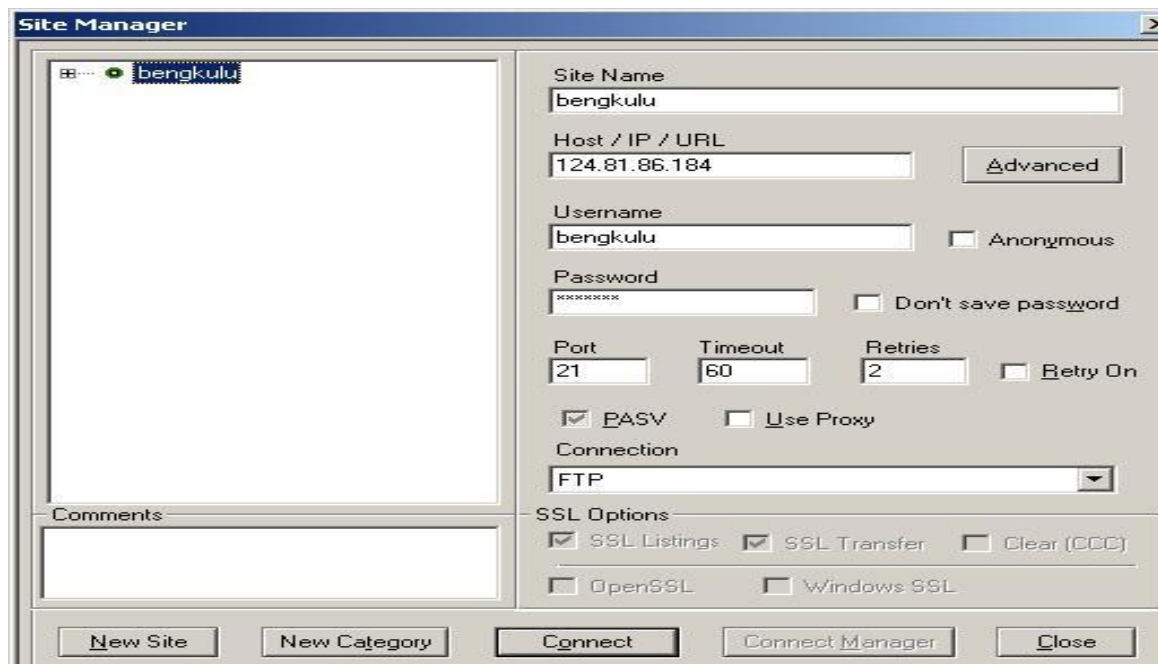 Site Manager
bengkulu
Site Name
bengkulu
Host / IP / URL
124.81.86.184
Advanced
Username
bengkulu
Anonymous
Password
*******
Don't save password
Port Timeout Retries
21 60 2 Retry On
PASV Use Proxy
Connection
FTP
Comments
SSL Options
SSL Listings SSL Transfer Clear (CCC)
OpenSSL Windows SSL
New Site New Category Connect Connect Manager Close